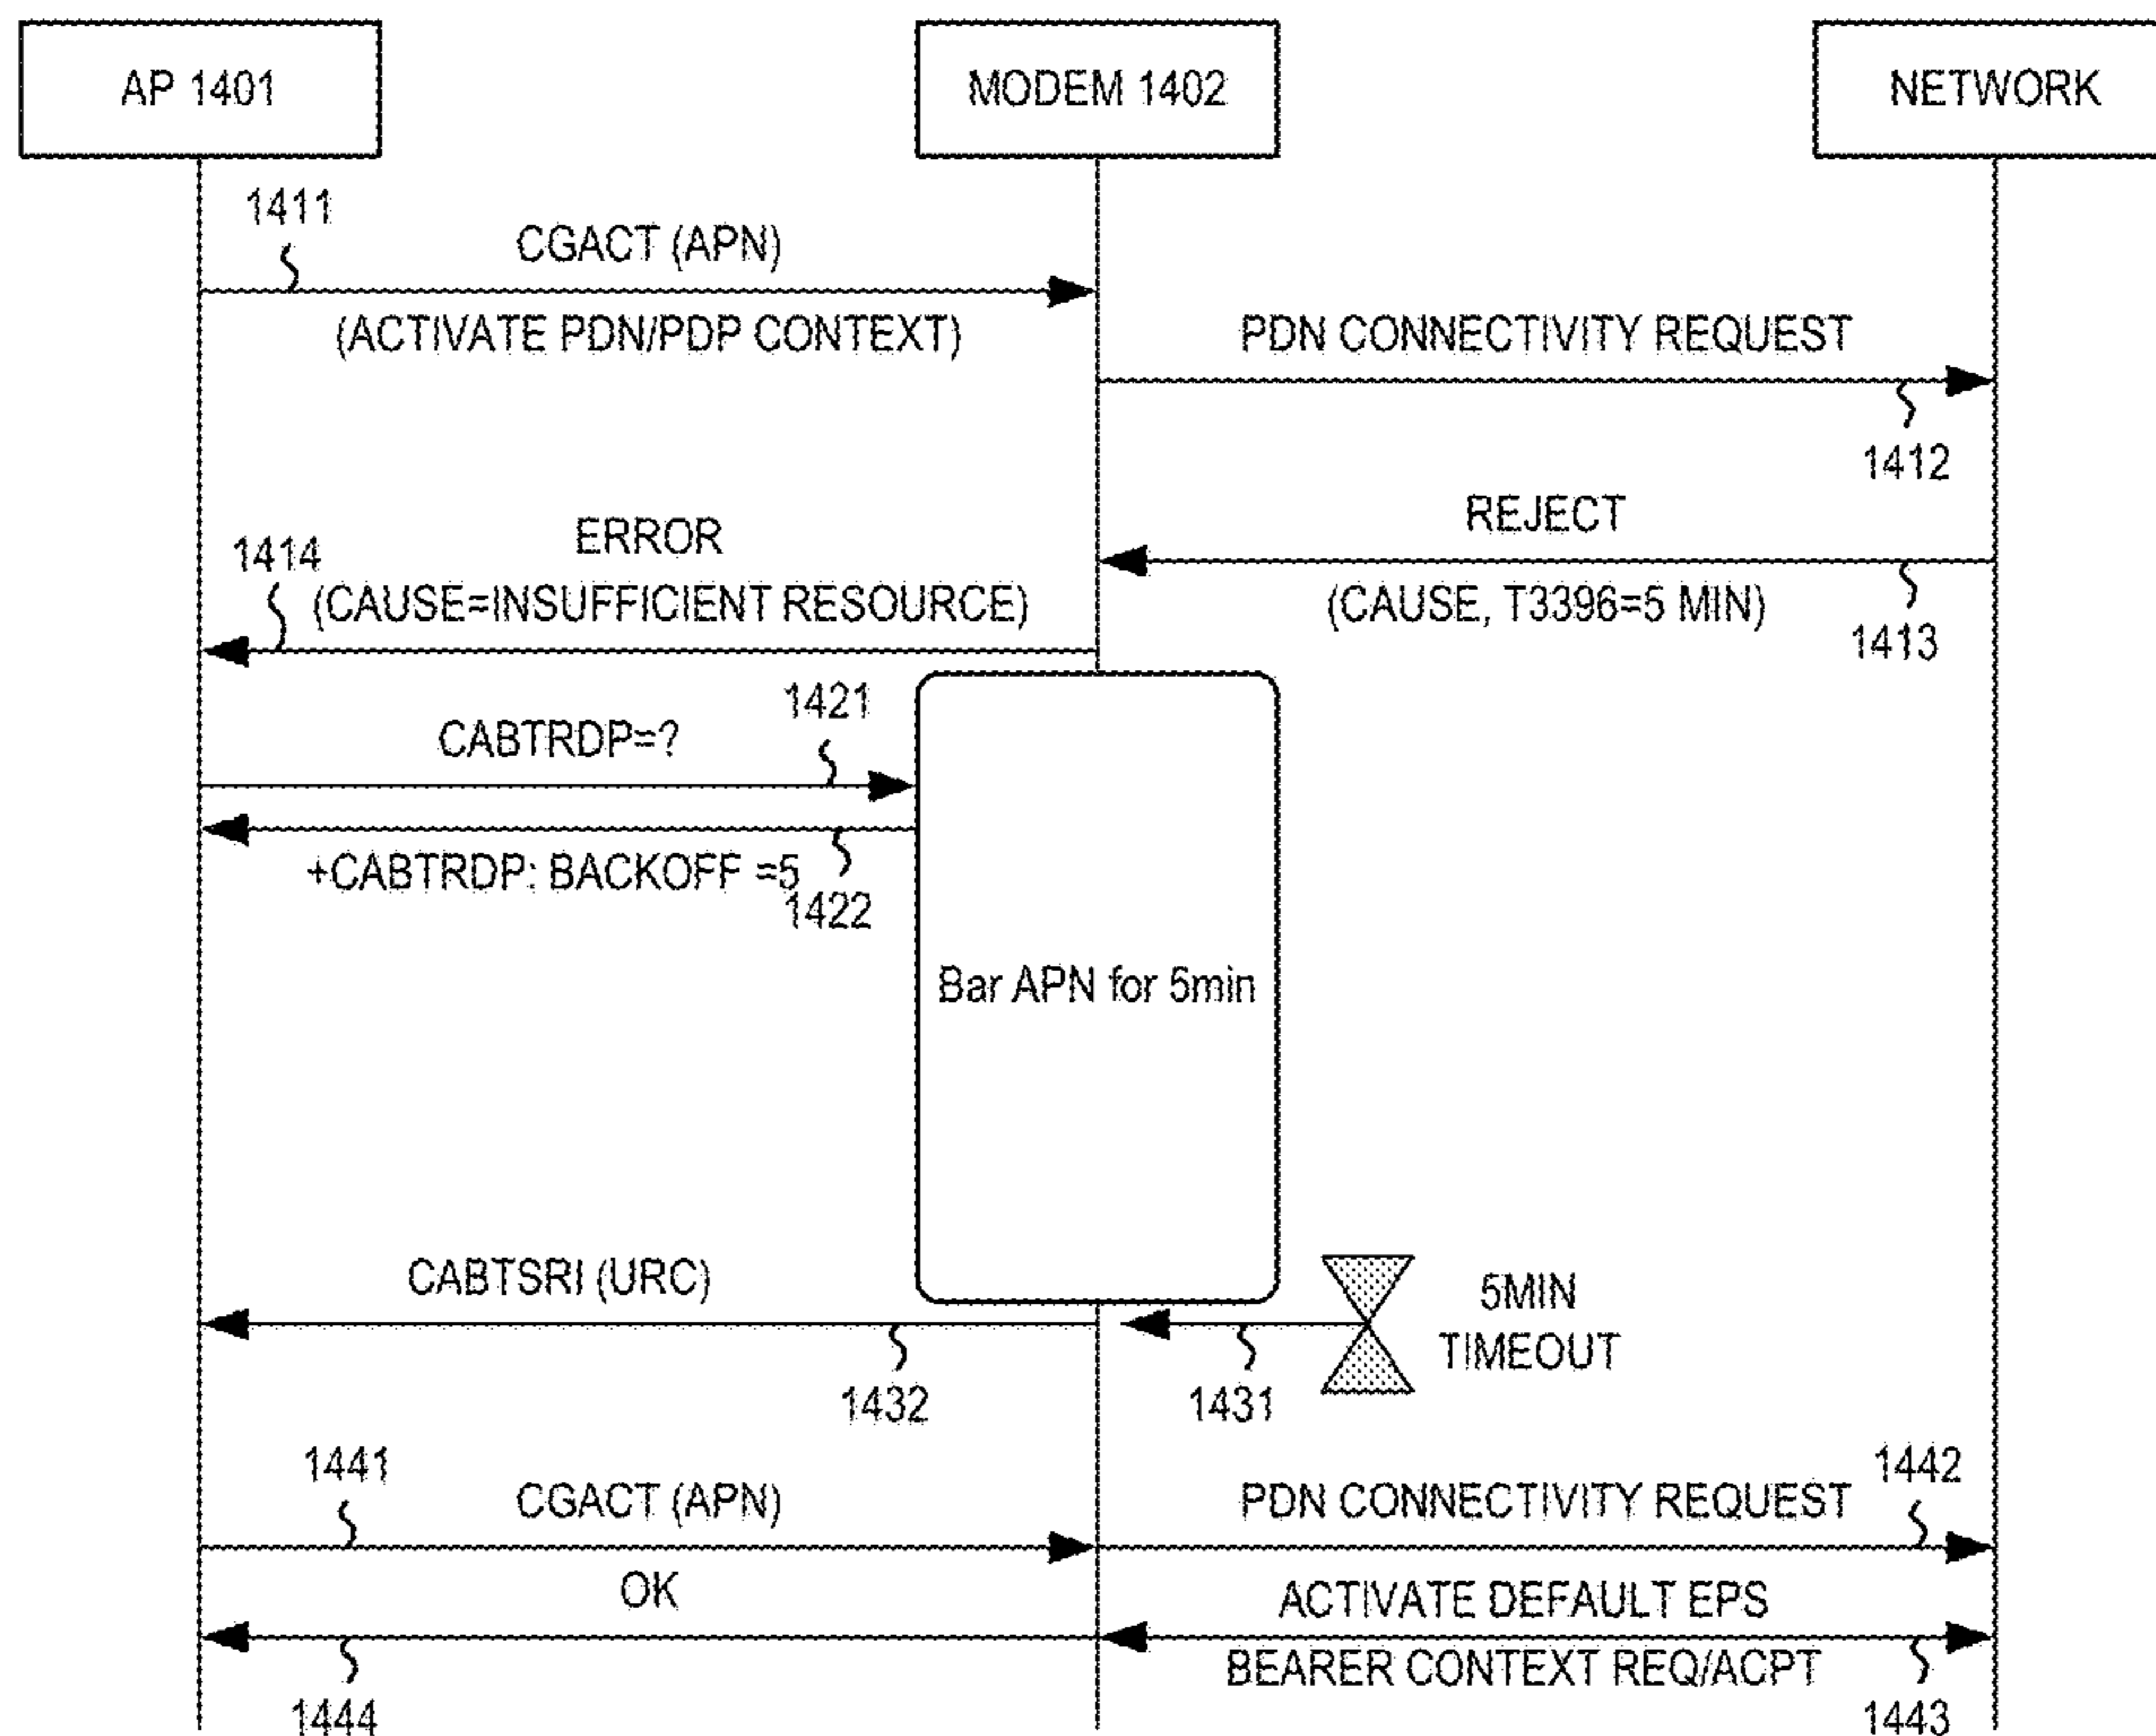 AP 1401
MODEM 1402
NETWORK
1411
CGACT (APN)
(ACTIVATE PDN/PDP CONTEXT)
PDN CONNECTIVITY REQUEST
1412
REJECT
(CAUSE, T3396=5 MIN)
1413
1414
ERROR
(CAUSE=INSUFFICIENT RESOURCE)
1421
CABTRDP=?
+CABTRDP: BACKOFF =5
1422
Bar APN for 5min
CABTSRI (URC)
1432
1431
5MIN
TIMEOUT
1441
CGACT (APN)
PDN CONNECTIVITY REQUEST
1442
OK
1444
ACTIVATE DEFAULT EPS
BEARER CONTEXT REQ/ACPT
1443